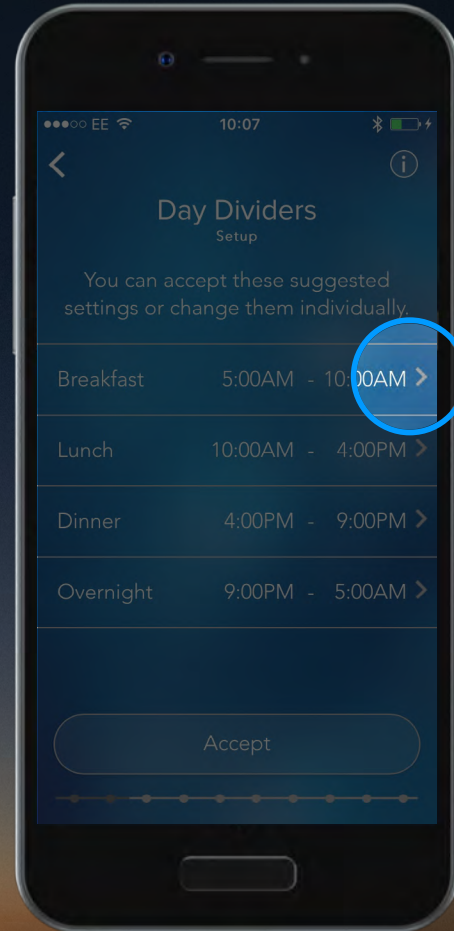 EE 10:07
Day Dividers
Setup
You can accept these suggested
settings or change them individually.
Breakfast 5:00AM - 10:00AM
Lunch 10:00AM - 4:00PM
Dinner 4:00PM - 9:00PM
Overnight 9:00PM - 5:00AM
Accept